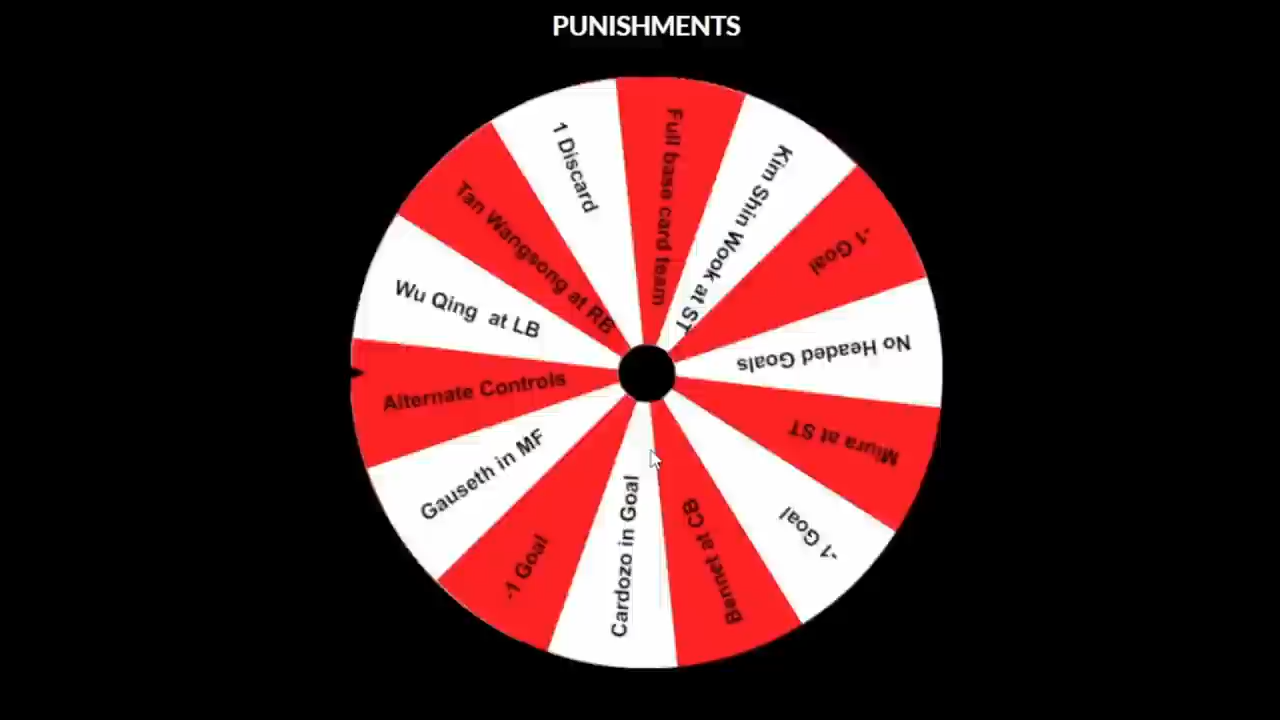 PUNISHMENTS
Full base card team
Kim Shin Wook at ST
-1 Goal
No Headed Goals
Miura at ST
-1 Goal
Bennet at CB
Cardozo in Goal
-1 Goal
Gauseth in MF
Alternate Controls
Wu Qing at LB
Tan Wangsong at RB
1 Discard